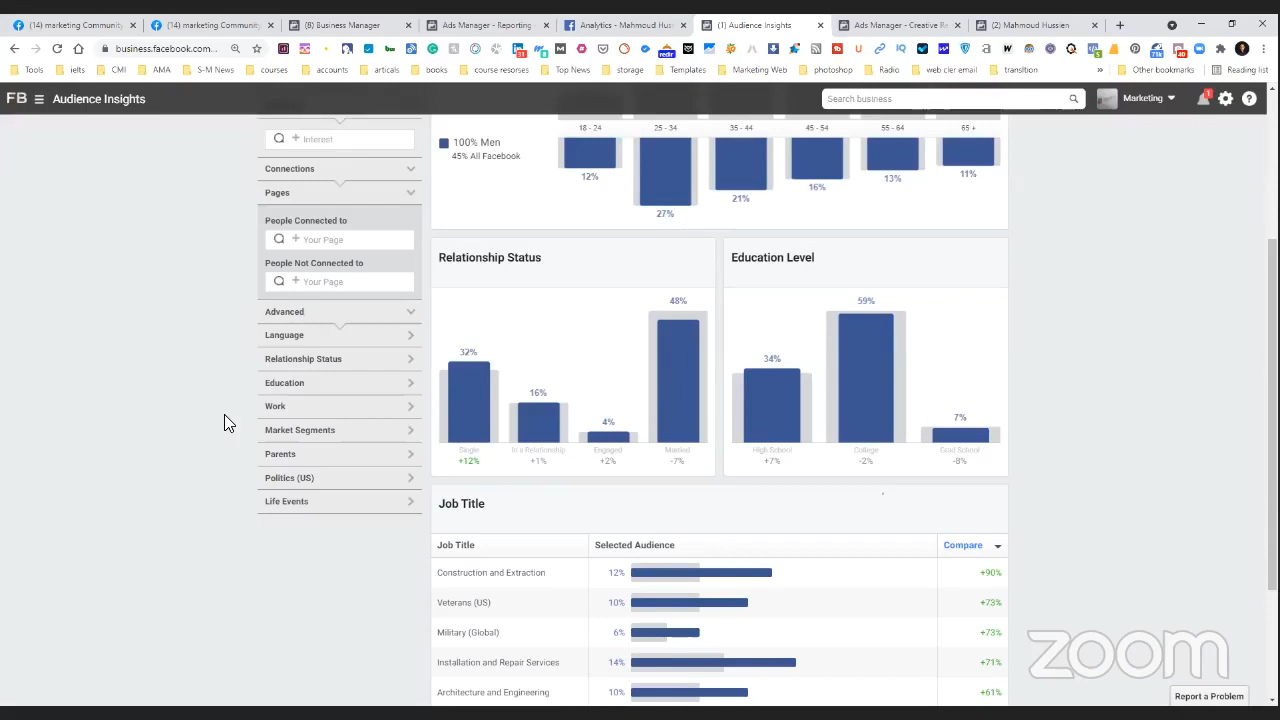 (14) marketing Community
(14) marketing Community
(8) Business Manager
Ads Manager - Reporting -
Analytics - Mahmoud Huss
(1) Audience Insights
Ads Manager - Creative Re
(2) Mahmoud Hussien
business.facebook.com...
Tools
ielts
CMI
AMA
S-M News
courses
accounts
articals
books
course resorses
Top News
storage
Templates
Marketing Web
photoshop
Radio
web clier email
transltion
Other bookmarks
Reading list
FB
Audience Insights
Search business
Marketing
1
Interest
Connections
Pages
People Connected to
Your Page
People Not Connected to
Your Page
Advanced
Language
Relationship Status
Education
Work
Market Segments
Parents
Politics (US)
Life Events
18 - 24
25 - 34
35 - 44
45 - 54
55 - 64
65 +
100% Men
45% All Facebook
12%
27%
21%
16%
13%
11%
Relationship Status
32%
16%
4%
48%
Single
In a Relationship
Engaged
Married
+12%
+1%
+2%
-7%
Education Level
34%
59%
7%
High School
College
Grad School
+7%
-2%
-8%
Job Title
Job Title
Selected Audience
Compare
Construction and Extraction
12%
+90%
Veterans (US)
10%
+73%
Military (Global)
6%
+73%
Installation and Repair Services
14%
+71%
Architecture and Engineering
10%
+61%
zoom
Report a Problem